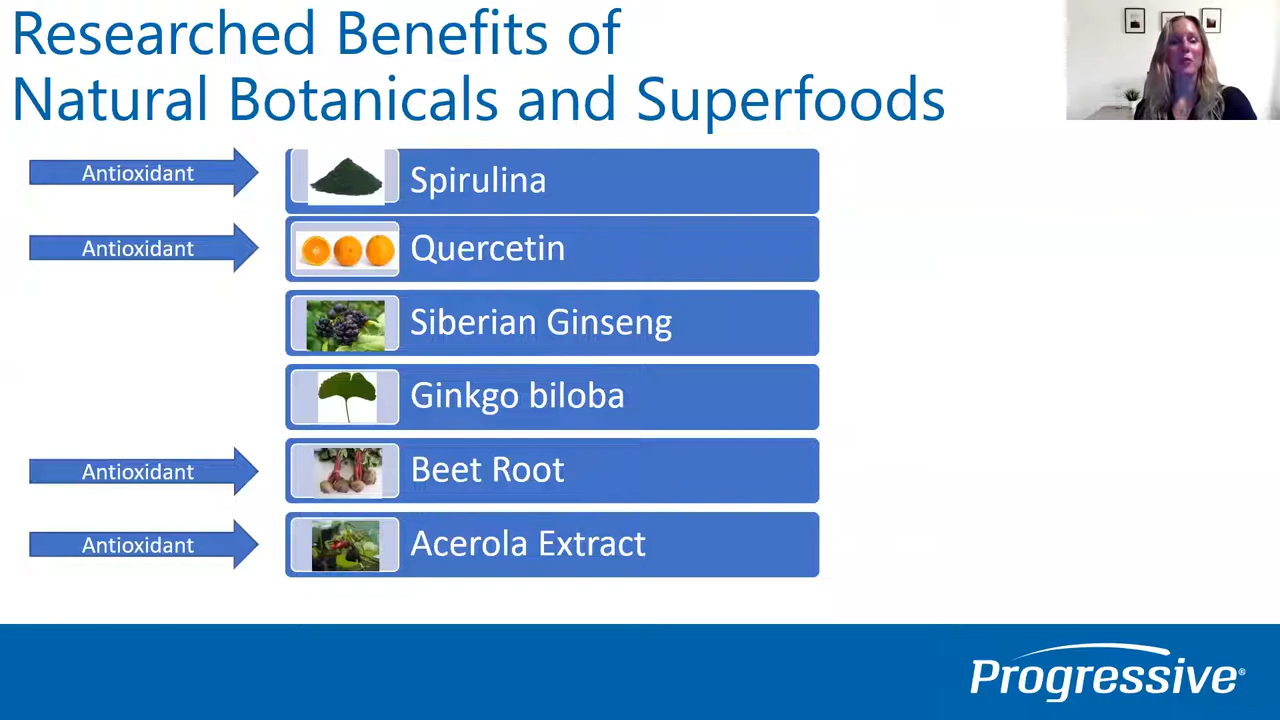 Researched Benefits of
Natural Botanicals and Superfoods
Antioxidant
Spirulina
Antioxidant
Quercetin
Siberian Ginseng
Ginkgo biloba
Antioxidant
Beet Root
Antioxidant
Acerola Extract
Progressive®